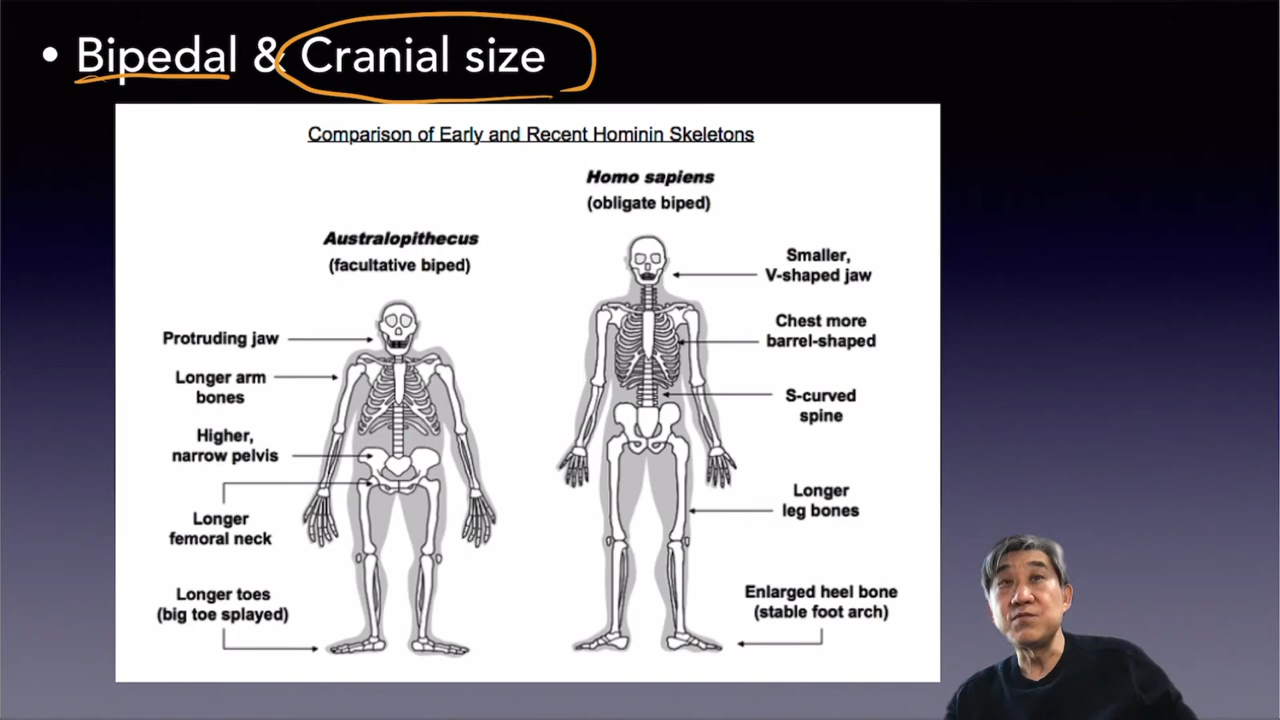 • Bipedal & Cranial size
Comparison of Early and Recent Hominin Skeletons
Australopithecus
(facultative biped)
Protruding jaw
Longer arm
bones
Higher,
narrow pelvis
Longer
femoral neck
Longer toes
(big toe splayed)
Homo sapiens
(obligate biped)
Smaller,
V-shaped jaw
Chest more
barrel-shaped
S-curved
spine
Longer
leg bones
Enlarged heel bone
(stable foot arch)